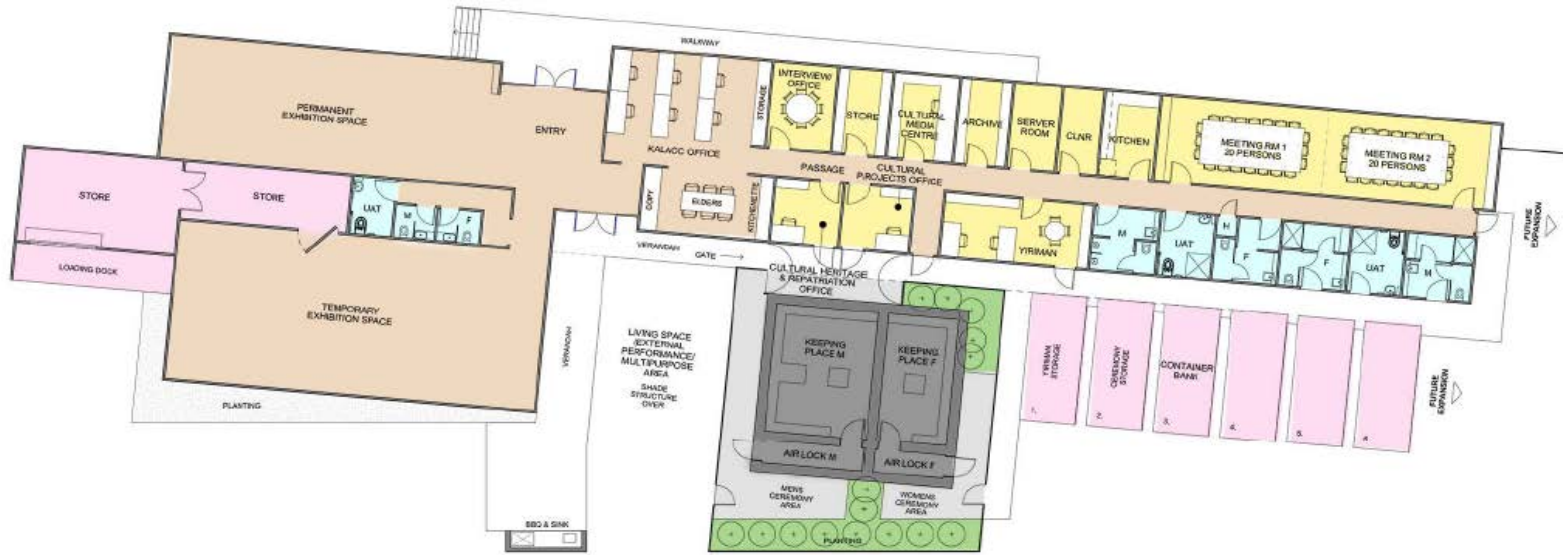 WALKWAY
PERMANENT
EXHIBITION SPACE
ENTRY
KALACC OFFICE
STORAGE
INTERVIEW/
OFFICE
STORE
CULTURAL
MEDIA
CENTRE
ARCHIVE
SERVER
ROOM
CLNR
KITCHEN
MEETING RM 1
20 PERSONS
MEETING RM 2
20 PERSONS
PASSAGE
CULTURAL
PROJECTS OFFICE
STORE
STORE
UAT
M
F
COPY
ELDERS
KITCHENETTE
YIRIMAN
M
UAT
H
F
F
UAT
M
FUTURE
EXPANSION
LOADING DOCK
VERANDAH
GATE
CULTURAL HERITAGE
& REPATRIATION
OFFICE
TEMPORARY
EXHIBITION SPACE
VERANDAH
LIVING SPACE
/EXTERNAL
PERFORMANCE/
MULTIPURPOSE
AREA
SHADE
STRUCTURE
OVER
KEEPING
PLACE M
KEEPING
PLACE F
YIRIMAN
STORAGE
1.
CEREMONY
STORAGE
2.
CONTAINER
BANK
3.
5.
FUTURE
EXPANSION
PLANTING
AIR LOCK M
AIR LOCK F
MENS
CEREMONY
AREA
WOMENS
CEREMONY
AREA
BBQ & SINK
PLANTING